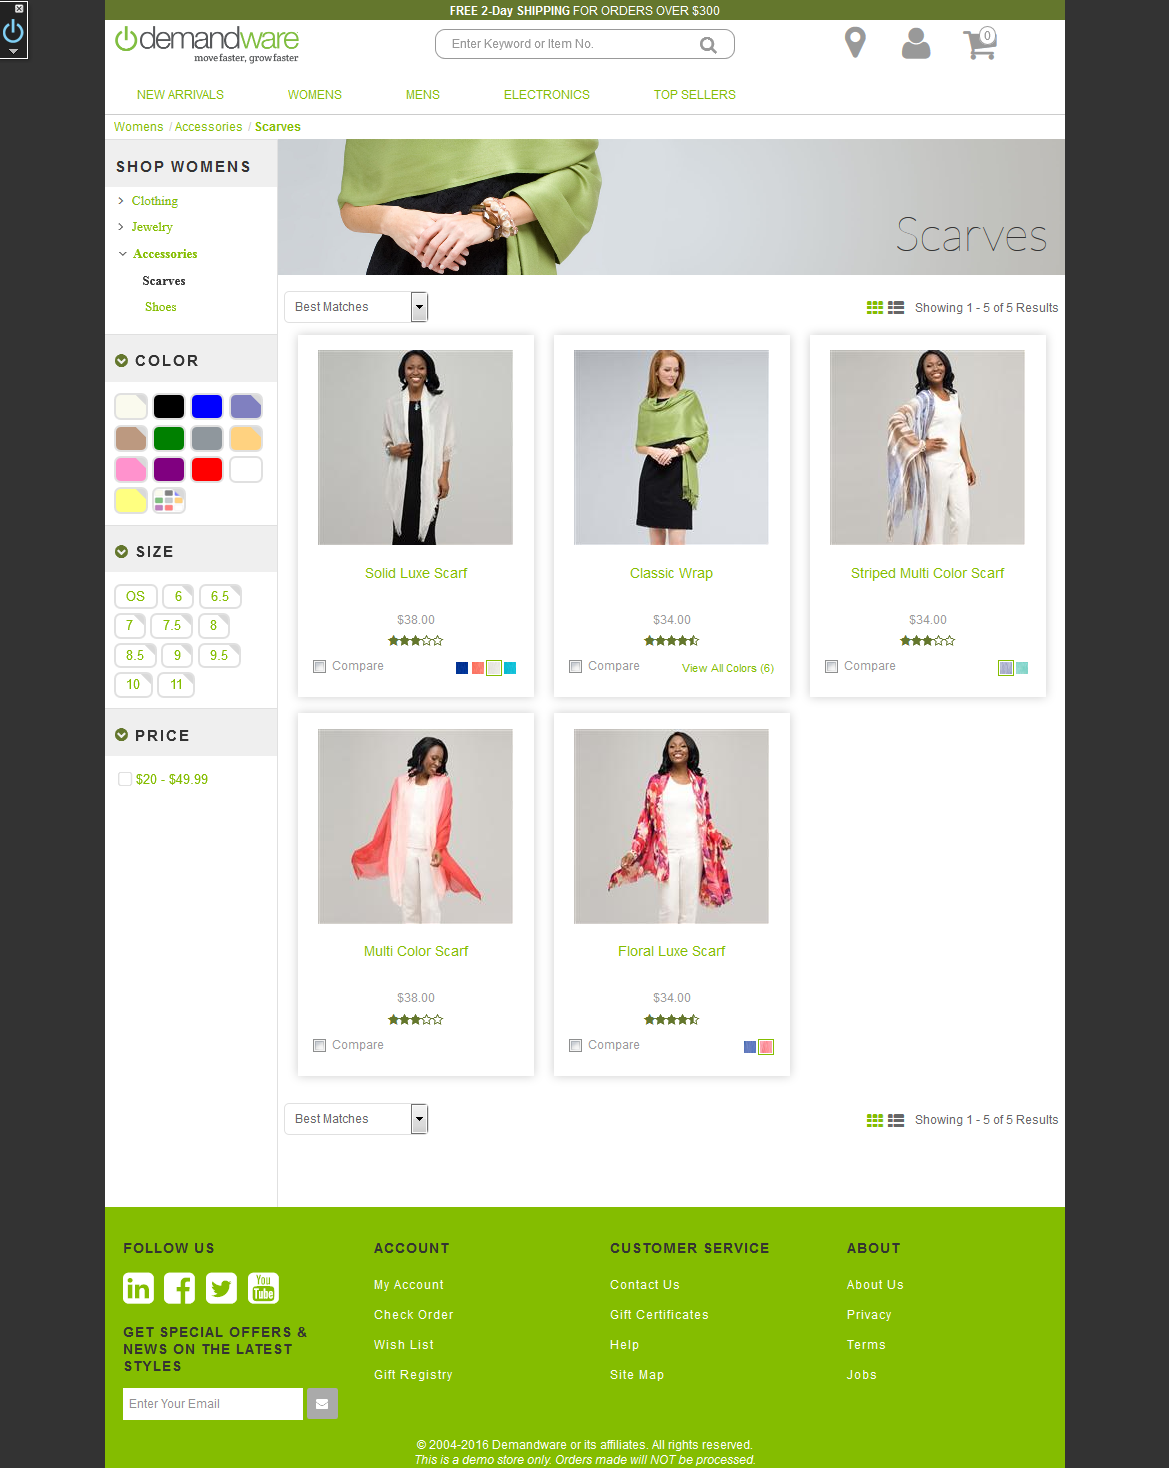 FREE 2-Day SHIPPING FOR ORDERS OVER $300
demandware
move faster, grow faster
Enter Keyword or Item No.
0
NEW ARRIVALS WOMENS MENS ELECTRONICS TOP SELLERS
Womens / Accessories / Scarves
SHOP WOMENS
Clothing
Jewelry
Accessories
Scarves
Shoes
COLOR
SIZE
OS 6 6.5
7 7.5 8
8.5 9 9.5
10 11
PRICE
$20 - $49.99
Scarves
Best Matches
Showing 1 - 5 of 5 Results
Solid Luxe Scarf
$38.00
Compare
Classic Wrap
$34.00
Compare
View All Colors (6)
Striped Multi Color Scarf
$34.00
Compare
Multi Color Scarf
$38.00
Compare
Floral Luxe Scarf
$34.00
Compare
Best Matches
Showing 1 - 5 of 5 Results
FOLLOW US
in
You
Tube
GET SPECIAL OFFERS &
NEWS ON THE LATEST
STYLES
Enter Your Email
ACCOUNT
My Account
Check Order
Wish List
Gift Registry
CUSTOMER SERVICE
Contact Us
Gift Certificates
Help
Site Map
ABOUT
About Us
Privacy
Terms
Jobs
© 2004-2016 Demandware or its affiliates. All rights reserved.
This is a demo store only. Orders made will NOT be processed.